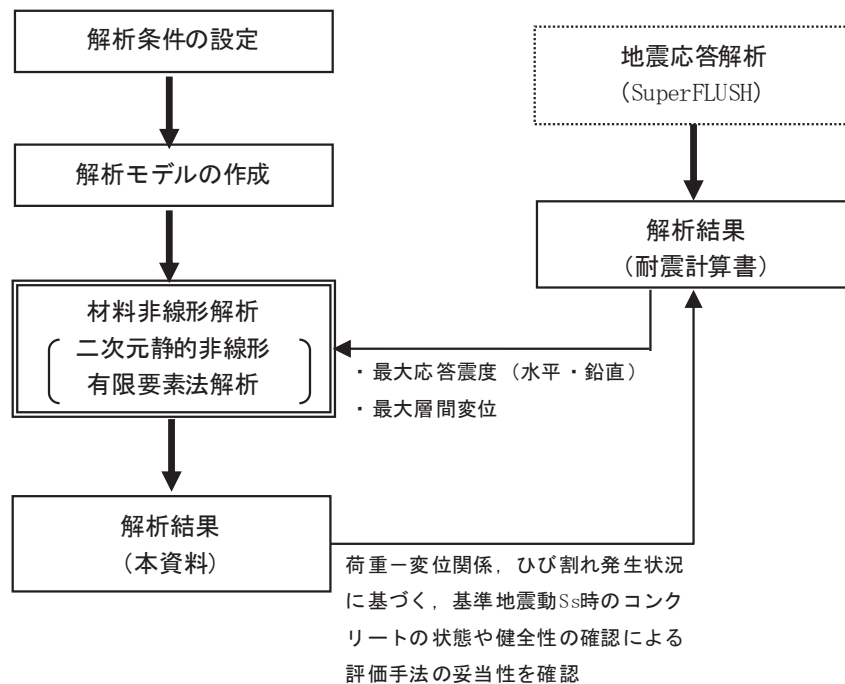 解析条件の設定
解析モデルの作成
材料非線形解析
二次元静的非線形
有限要素法解析
解析結果
(本資料)
地震応答解析
(SuperFLUSH)
解析結果
(耐震計算書)
・最大応答震度（水平・鉛直）
・最大層間変位
荷重－変位関係，ひび割れ発生状況
に基づく，基準地震動Ss時のコンク
リートの状態や健全性の確認による
評価手法の妥当性を確認